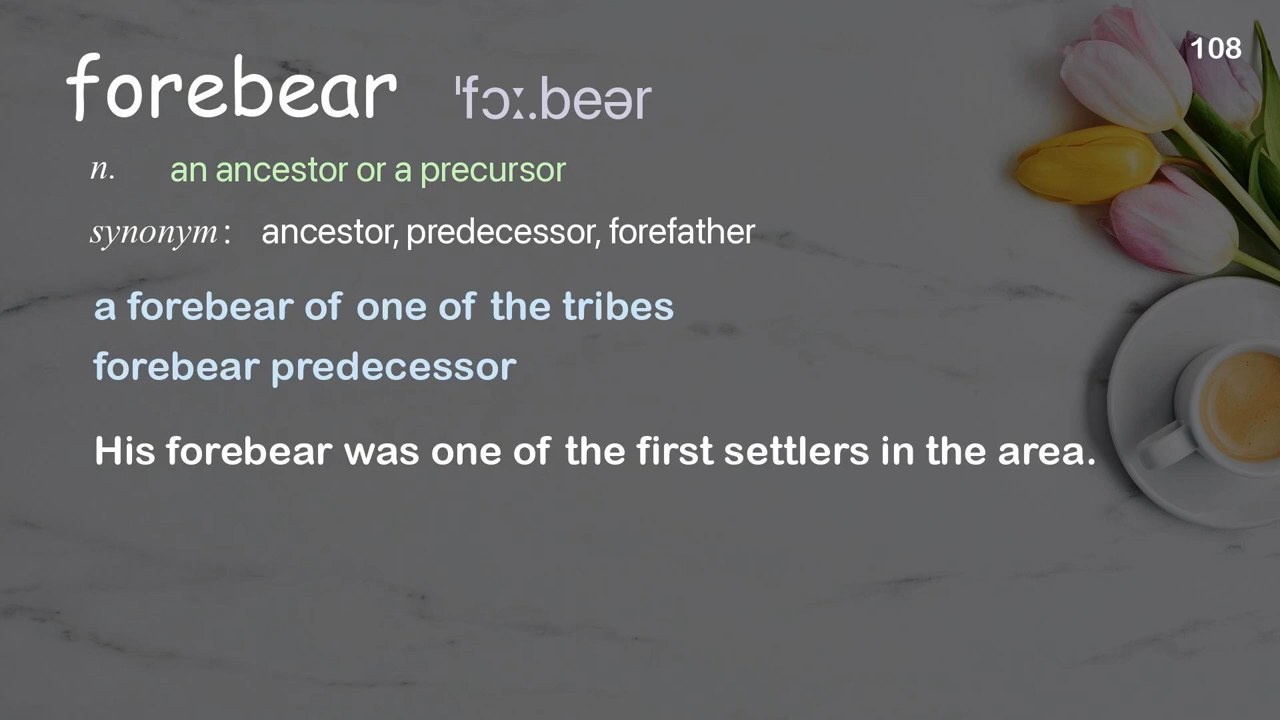 108
forebear ˈfɔː.beər
n. an ancestor or a precursor
synonym: ancestor, predecessor, forefather
a forebear of one of the tribes
forebear predecessor
His forebear was one of the first settlers in the area.